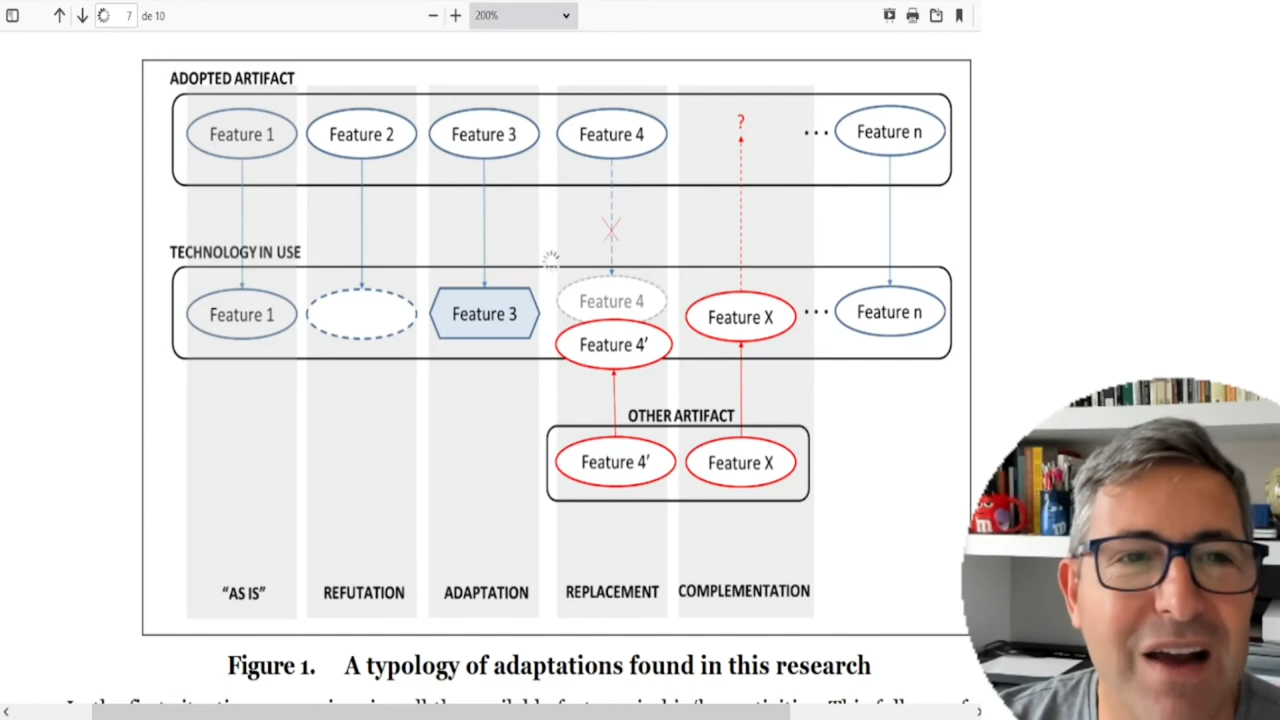 7 de 10
200%
ADOPTED ARTIFACT
Feature 1 Feature 2 Feature 3 Feature 4 ? ... Feature n
TECHNOLOGY IN USE
Feature 1 Feature 3 Feature 4 Feature X ... Feature n
Feature 4’
OTHER ARTIFACT
Feature 4’ Feature X
“AS IS” REFUTATION ADAPTATION REPLACEMENT COMPLEMENTATION
Figure 1. A typology of adaptations found in this research